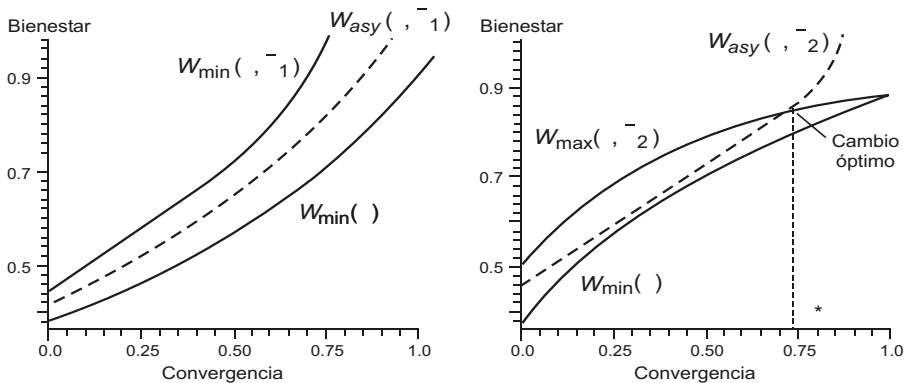 Bienestar
W_asy( , ‾ 1)
W_min( , ‾ 1)
0.9
0.7
W_min( )
0.5
0.0 0.25 0.50 0.75 1.0
Convergencia
Bienestar
W_asy( , ‾ 2)
0.9
W_max( , ‾ 2)
Cambio
óptimo
0.7
0.5
W_min( )
*
0.0 0.25 0.50 0.75 1.0
Convergencia